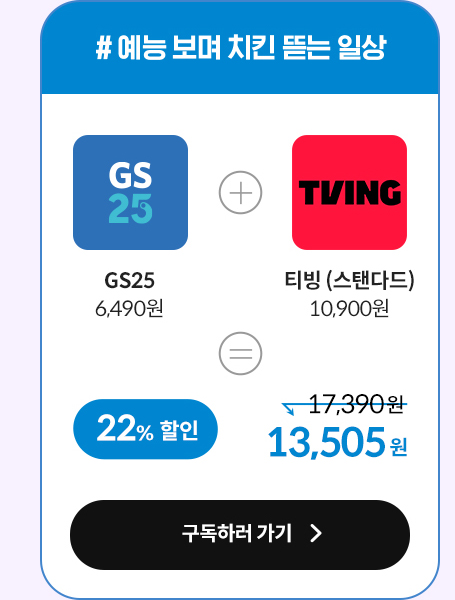 # 예능 보며 치킨 뜯는 일상
GS
25
TVING
GS25
티빙 (스탠다드)
6,490원
10,900원
17,390원
22% 할인
13,505원
구독하러 가기